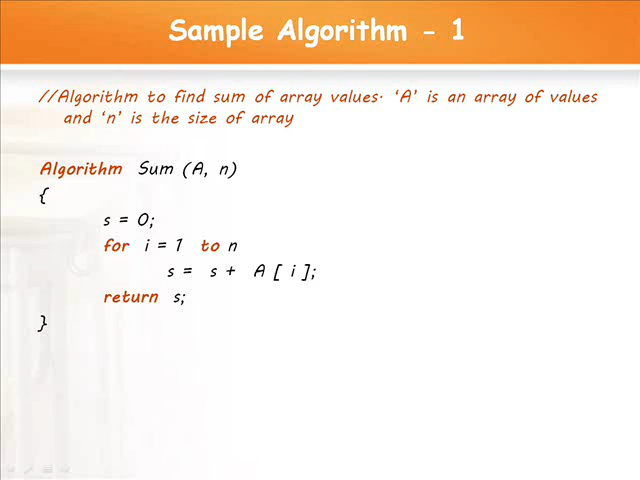 Sample Algorithm - 1
//Algorithm to find sum of array values. ‘A’ is an array of values
and ‘n’ is the size of array
Algorithm Sum (A, n)
{
s = 0;
for i = 1 to n
s = s + A [ i ];
return s;
}